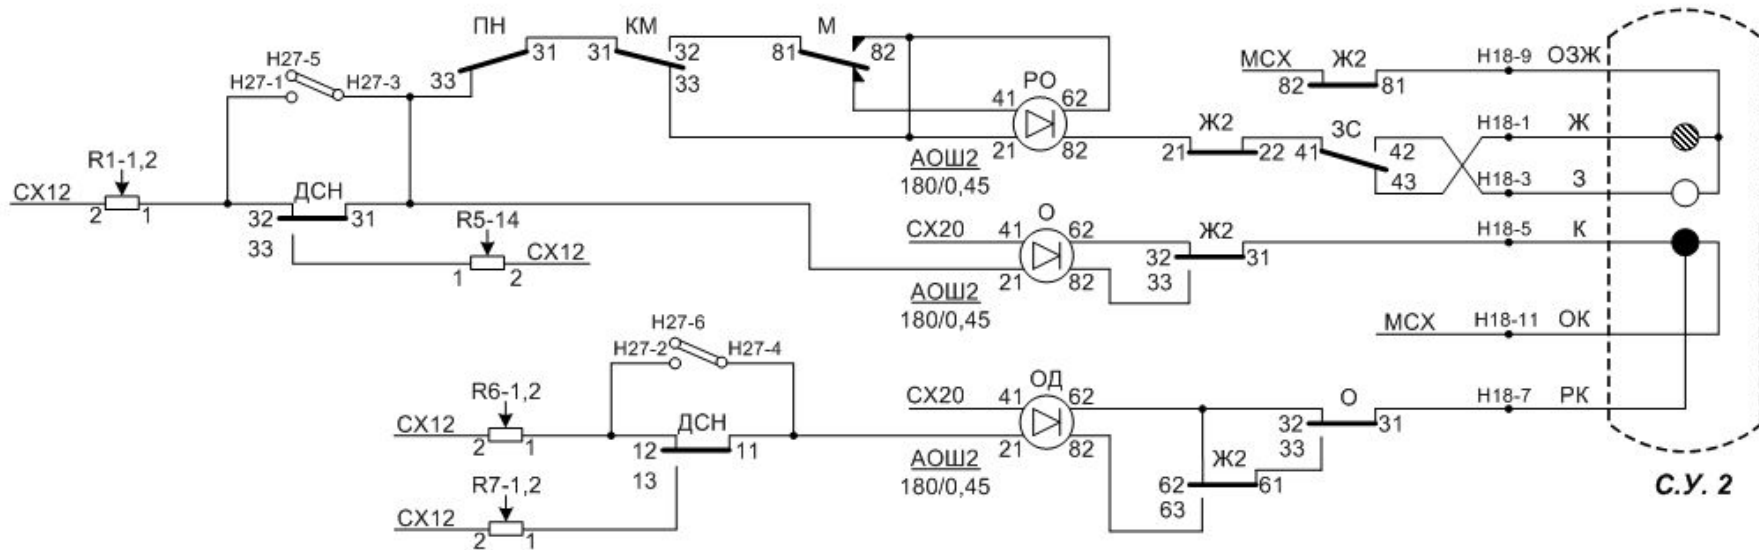 ПН КМ М
31 31 32 81 82
33 33
Н27-5
Н27-1 Н27-3
МСХ Ж2 Н18-9 ОЗЖ
82 81
РО
41 62
21 82
АОШ2
180/0,45
Ж2 ЗС Н18-1 Ж
21 22 41 42
43 Н18-3 З
R1-1,2
СХ12
2 1
ДСН
32 31
33
R5-14
СХ12
1 2
О
СХ20 41 62
21 82
АОШ2
180/0,45
Ж2 Н18-5 К
32 31
33
МСХ Н18-11 ОК
Н27-6
Н27-2 Н27-4
R6-1,2
СХ12
2 1
ДСН
12 11
13
R7-1,2
СХ12
2 1
ОД
СХ20 41 62
21 82
АОШ2
180/0,45
О Н18-7 РК
32 31
33
Ж2
62 61
63
С.У. 2